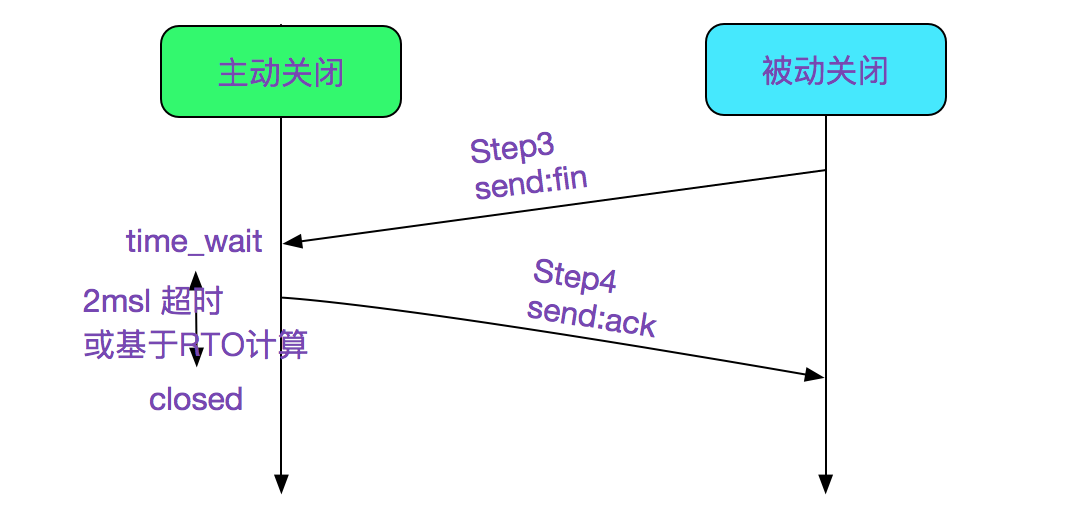 主动关闭
被动关闭
Step3
send:fin
time_wait
Step4
send:ack
2msl 超时
或基于RTO计算
closed